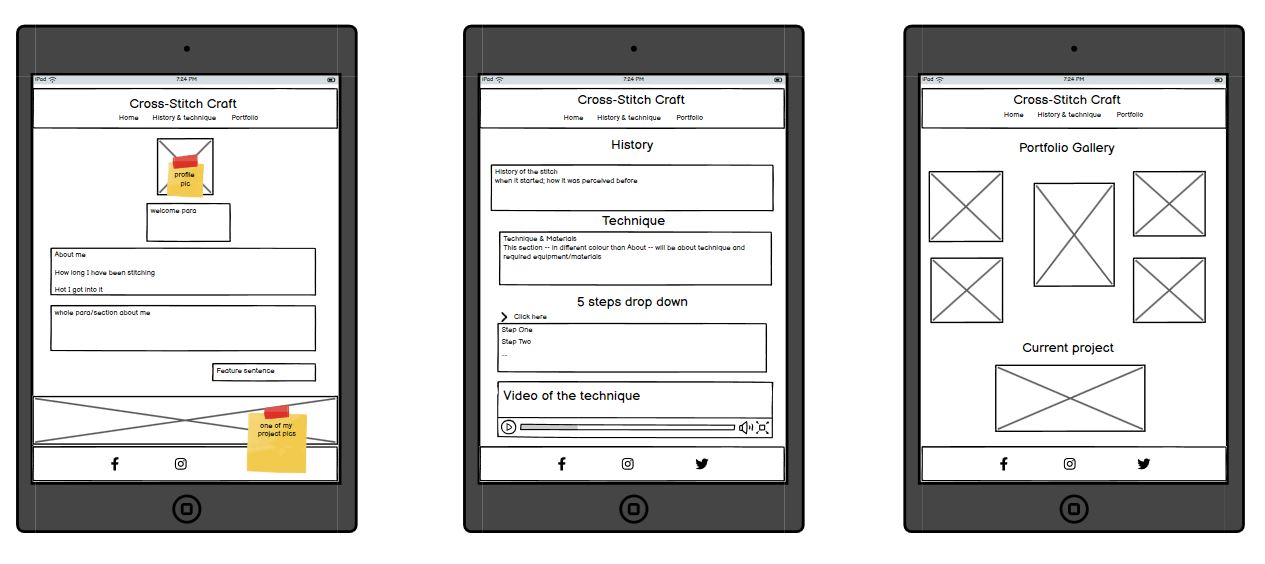 iPad 7:24 PM
Cross-Stitch Craft
Home History & technique Portfolio
profile
pic
welcome para
About me
How long I have been stitching
Hot I got into it
whole para/section about me
Feature sentence
one of my
project pics
iPad 7:24 PM
Cross-Stitch Craft
Home History & technique Portfolio
History
History of the stitch
when it started; how it was perceived before
Technique
Technique & Materials
This section -- in different colour than About -- will be about technique and
required equipment/materials
5 steps drop down
Click here
Step One
Step Two
...
Video of the technique
iPad 7:24 PM
Cross-Stitch Craft
Home History & technique Portfolio
Portfolio Gallery
Current project